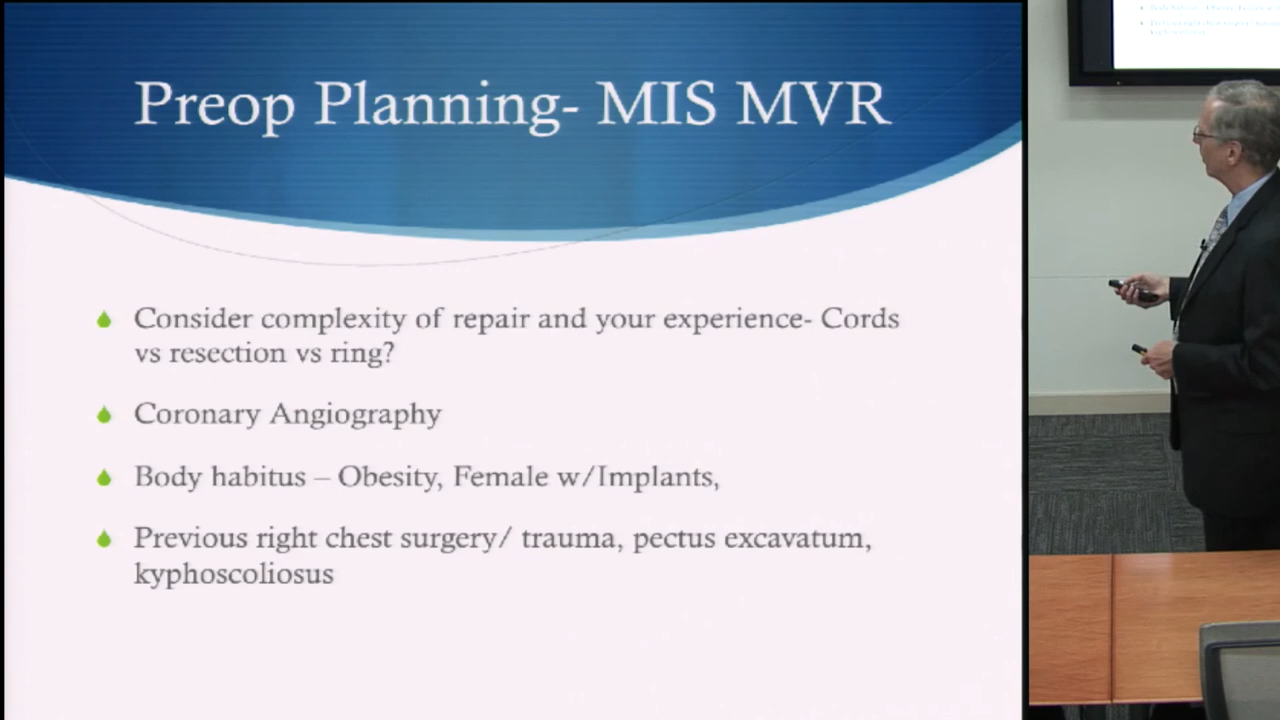 Preop Planning- MIS MVR
Consider complexity of repair and your experience- Cords
vs resection vs ring?
Coronary Angiography
Body habitus – Obesity, Female w/Implants,
Previous right chest surgery/ trauma, pectus excavatum,
kyphoscoliosus